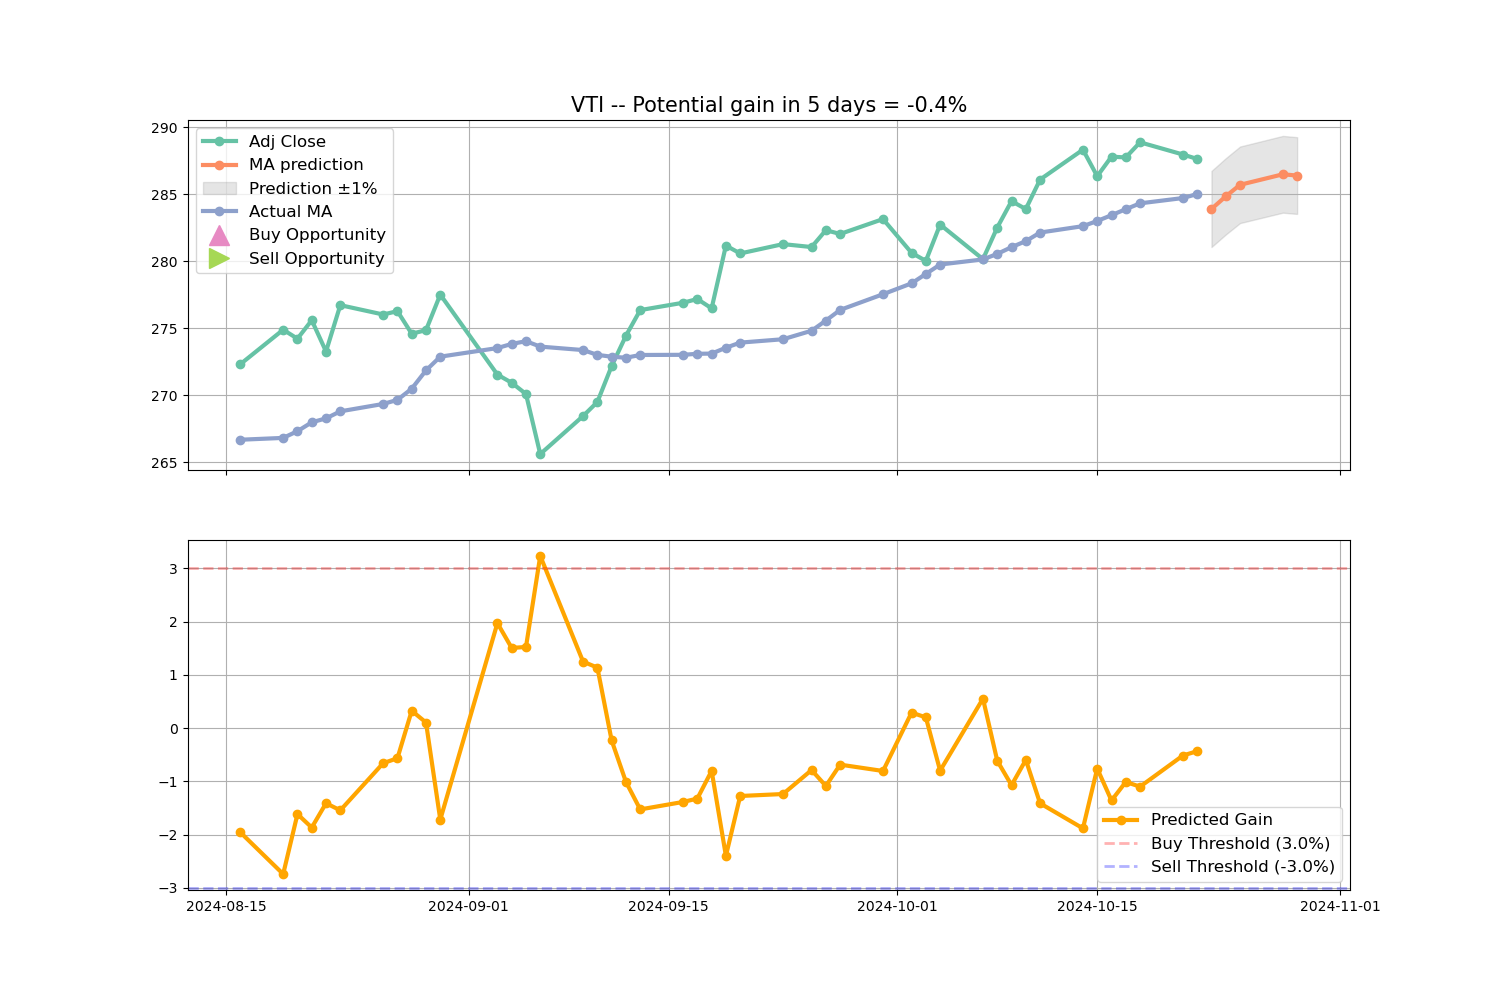 VTI -- Potential gain in 5 days = -0.4%
290
285
280
275
270
265
Adj Close
MA prediction
Prediction ±1%
Actual MA
Buy Opportunity
Sell Opportunity
3
2
1
0
−1
−2
−3
Predicted Gain
Buy Threshold (3.0%)
Sell Threshold (-3.0%)
2024-08-15
2024-09-01
2024-09-15
2024-10-01
2024-10-15
2024-11-01